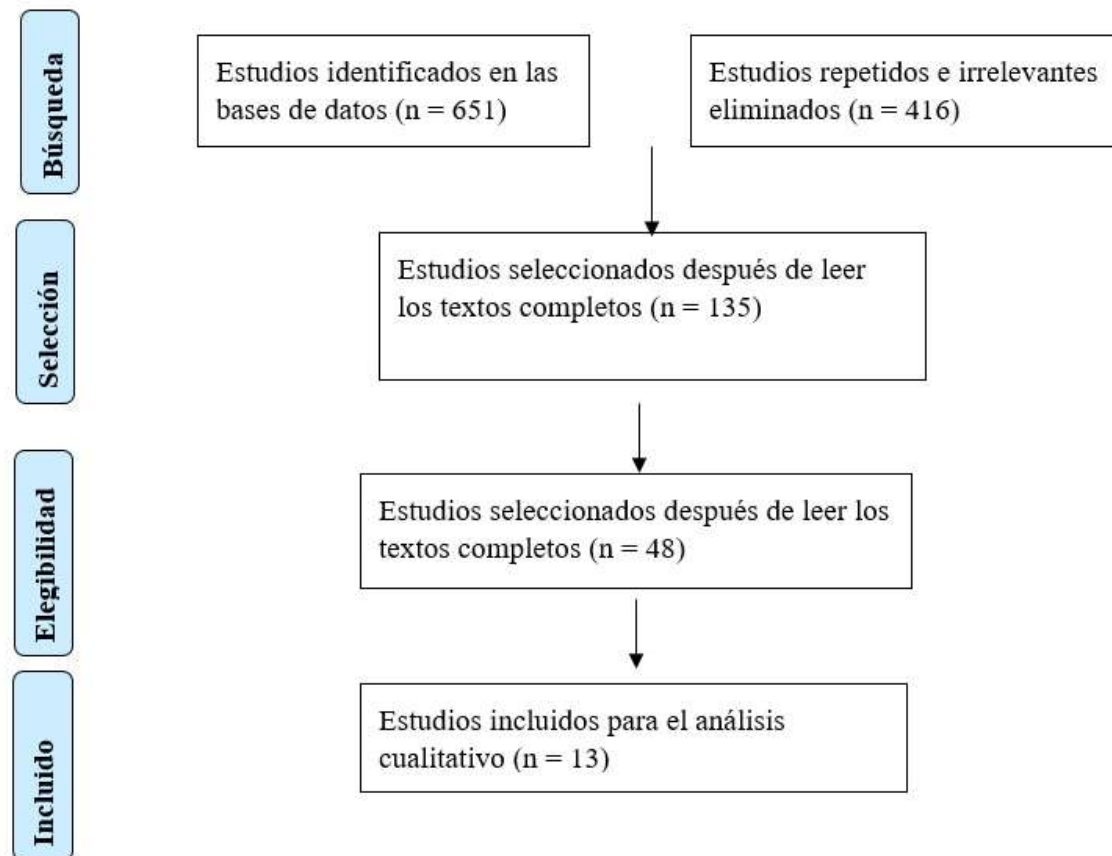 Búsqueda
Estudios identificados en las
bases de datos (n = 651)
Estudios repetidos e irrelevantes
eliminados (n = 416)
Selección
Estudios seleccionados después de leer
los textos completos (n = 135)
Elegibilidad
Estudios seleccionados después de leer los
textos completos (n = 48)
Incluido
Estudios incluidos para el análisis
cualitativo (n = 13)